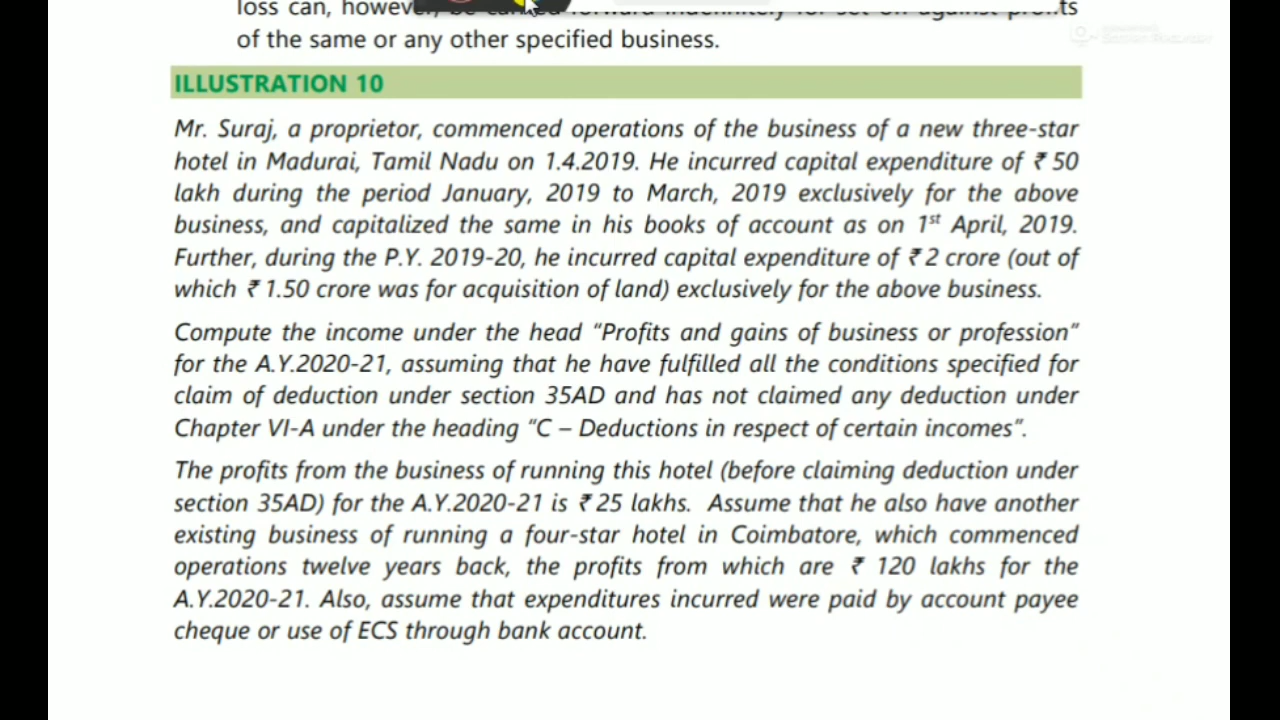 loss can, however, be carried forward indefinitely for set off against profits
of the same or any other specified business.
ILLUSTRATION 10
Mr. Suraj, a proprietor, commenced operations of the business of a new three-star
hotel in Madurai, Tamil Nadu on 1.4.2019. He incurred capital expenditure of ₹ 50
lakh during the period January, 2019 to March, 2019 exclusively for the above
business, and capitalized the same in his books of account as on 1st April, 2019.
Further, during the P.Y. 2019-20, he incurred capital expenditure of ₹ 2 crore (out of
which ₹ 1.50 crore was for acquisition of land) exclusively for the above business.
Compute the income under the head “Profits and gains of business or profession”
for the A.Y.2020-21, assuming that he have fulfilled all the conditions specified for
claim of deduction under section 35AD and has not claimed any deduction under
Chapter VI-A under the heading “C – Deductions in respect of certain incomes”.
The profits from the business of running this hotel (before claiming deduction under
section 35AD) for the A.Y.2020-21 is ₹ 25 lakhs. Assume that he also have another
existing business of running a four-star hotel in Coimbatore, which commenced
operations twelve years back, the profits from which are ₹ 120 lakhs for the
A.Y.2020-21. Also, assume that expenditures incurred were paid by account payee
cheque or use of ECS through bank account.